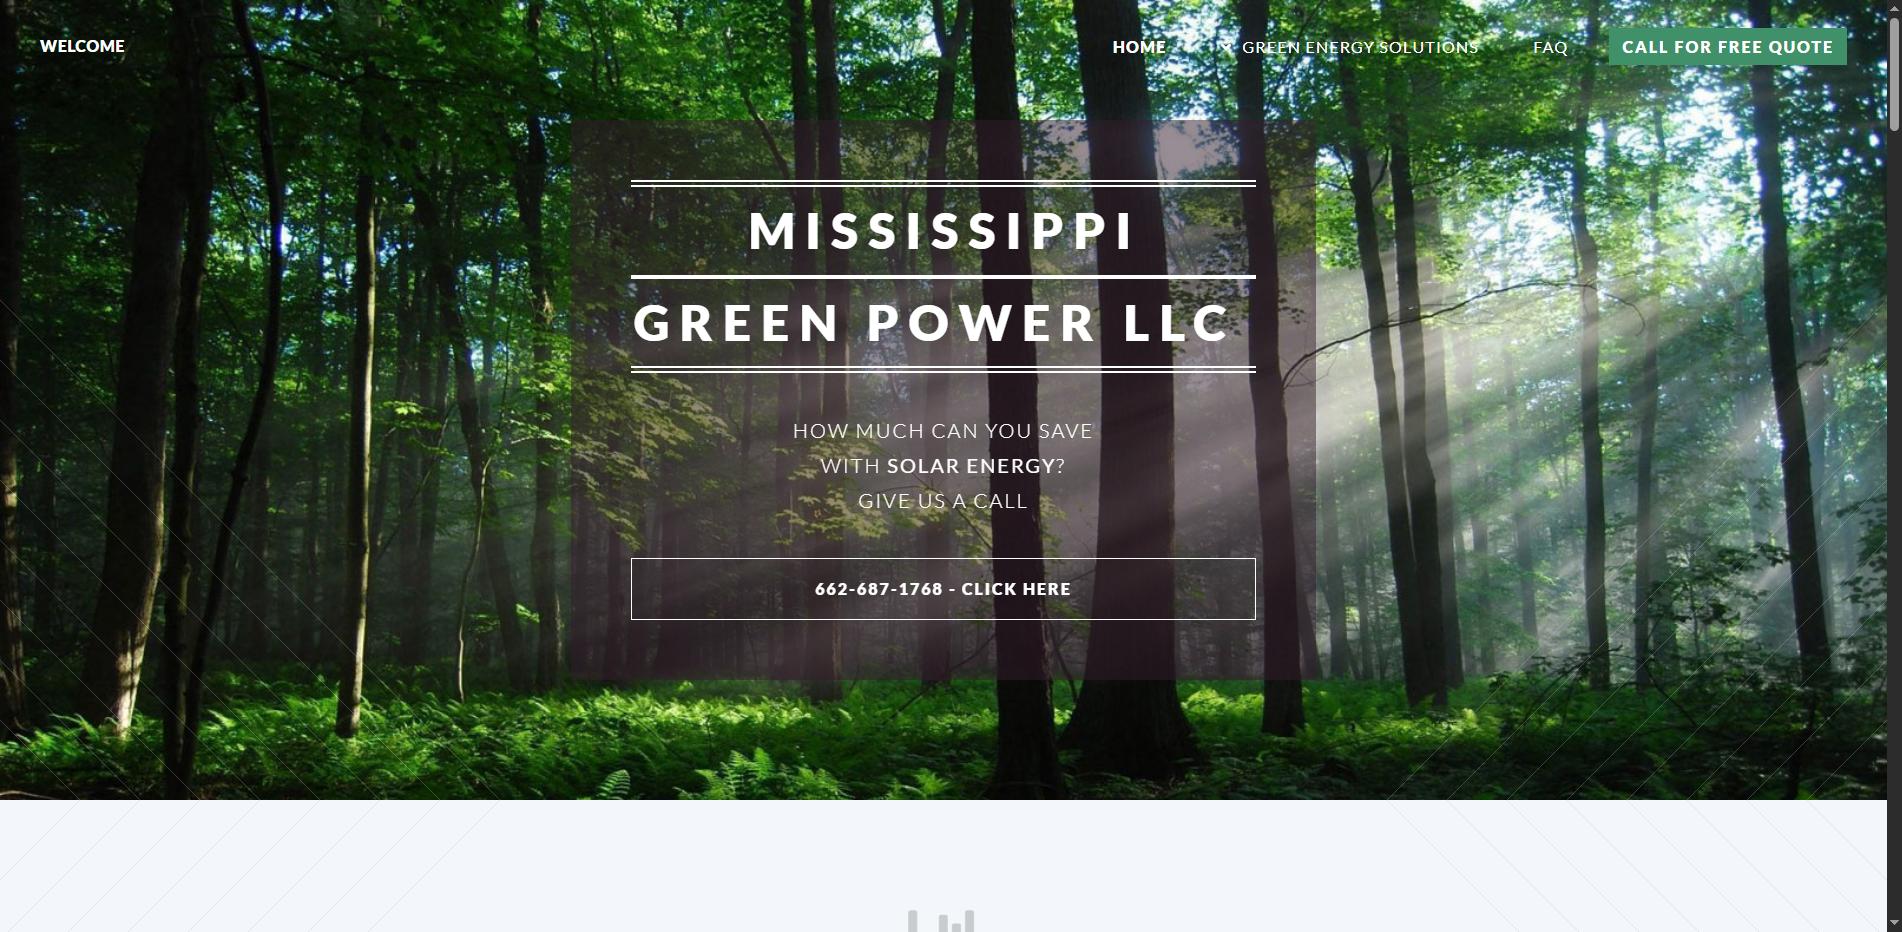 WELCOME
HOME
GREEN ENERGY SOLUTIONS
FAQ
CALL FOR FREE QUOTE
MISSISSIPPI
GREEN POWER LLC
HOW MUCH CAN YOU SAVE
WITH SOLAR ENERGY?
GIVE US A CALL
662-687-1768 - CLICK HERE